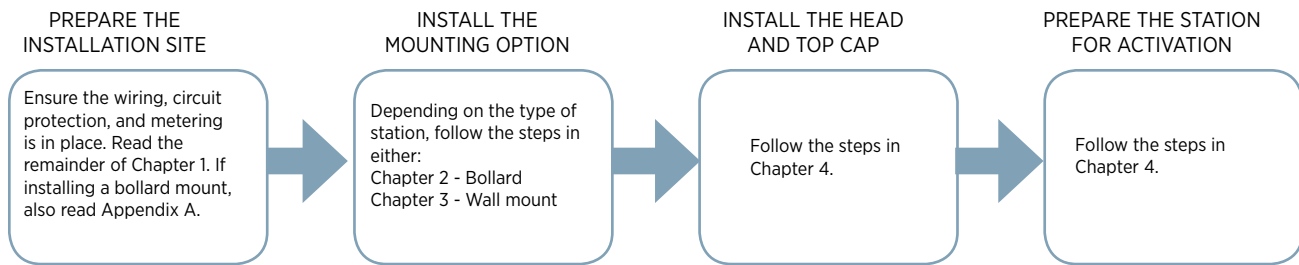 PREPARE THE
INSTALLATION SITE
Ensure the wiring, circuit
protection, and metering
is in place. Read the
remainder of Chapter 1. If
installing a bollard mount,
also read Appendix A.
INSTALL THE
MOUNTING OPTION
Depending on the type of
station, follow the steps in
either:
Chapter 2 - Bollard
Chapter 3 - Wall mount
INSTALL THE HEAD
AND TOP CAP
Follow the steps in
Chapter 4.
PREPARE THE STATION
FOR ACTIVATION
Follow the steps in
Chapter 4.